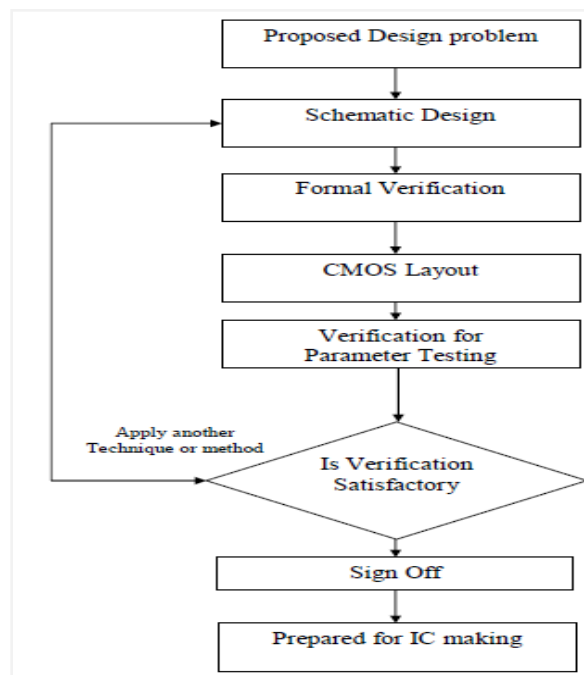 Proposed Design problem
Schematic Design
Formal Verification
CMOS Layout
Verification for
Parameter Testing
Apply another
Technique or method
Is Verification
Satisfactory
Sign Off
Prepared for IC making